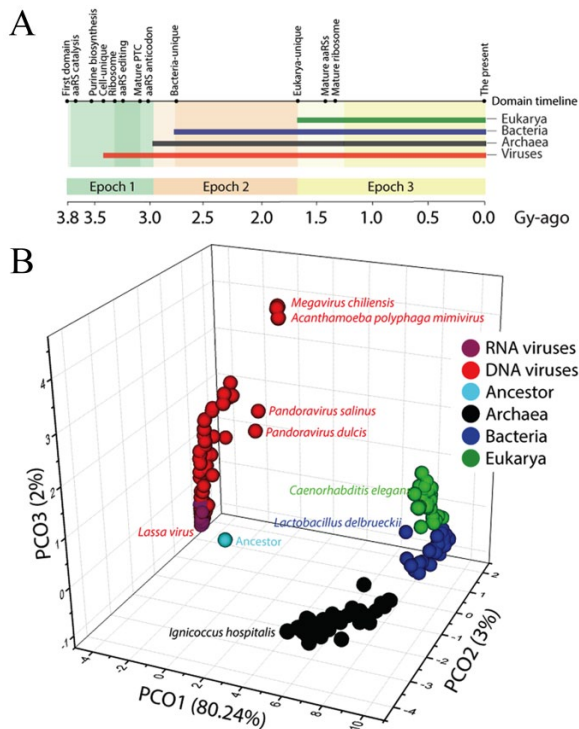 A
First domain
aaRS catalysis
Purine biosynthesis
Cell-unique
Ribosome
aaRS editing
Mature PTC
aaRS anticodon
Bacteria-unique
Eukarya-unique
Mature aaRSs
Mature ribosome
The present
Domain timeline
Eukarya
Bacteria
Archaea
Viruses
Epoch 1 Epoch 2 Epoch 3
3.8 3.5 3.0 2.5 2.0 1.5 1.0 0.5 0.0 Gy-ago
B
Megavirus chiliensis
Acanthamoeba polyphaga mimivirus
RNA viruses
DNA viruses
Ancestor
Archaea
Bacteria
Eukarya
Pandoravirus salinus
Pandoravirus dulcis
Caenorhabditis elegan
Lactobacillus delbrueckii
Lassa virus
Ancestor
Ignicoccus hospitalis
PCO3 (2%)
4
3
2
1
0
-1
PCO1 (80.24%)
-4 -2 0 2 4 6 8 10
PCO2 (3%)
2
1
0
-1
-2
-3
-4